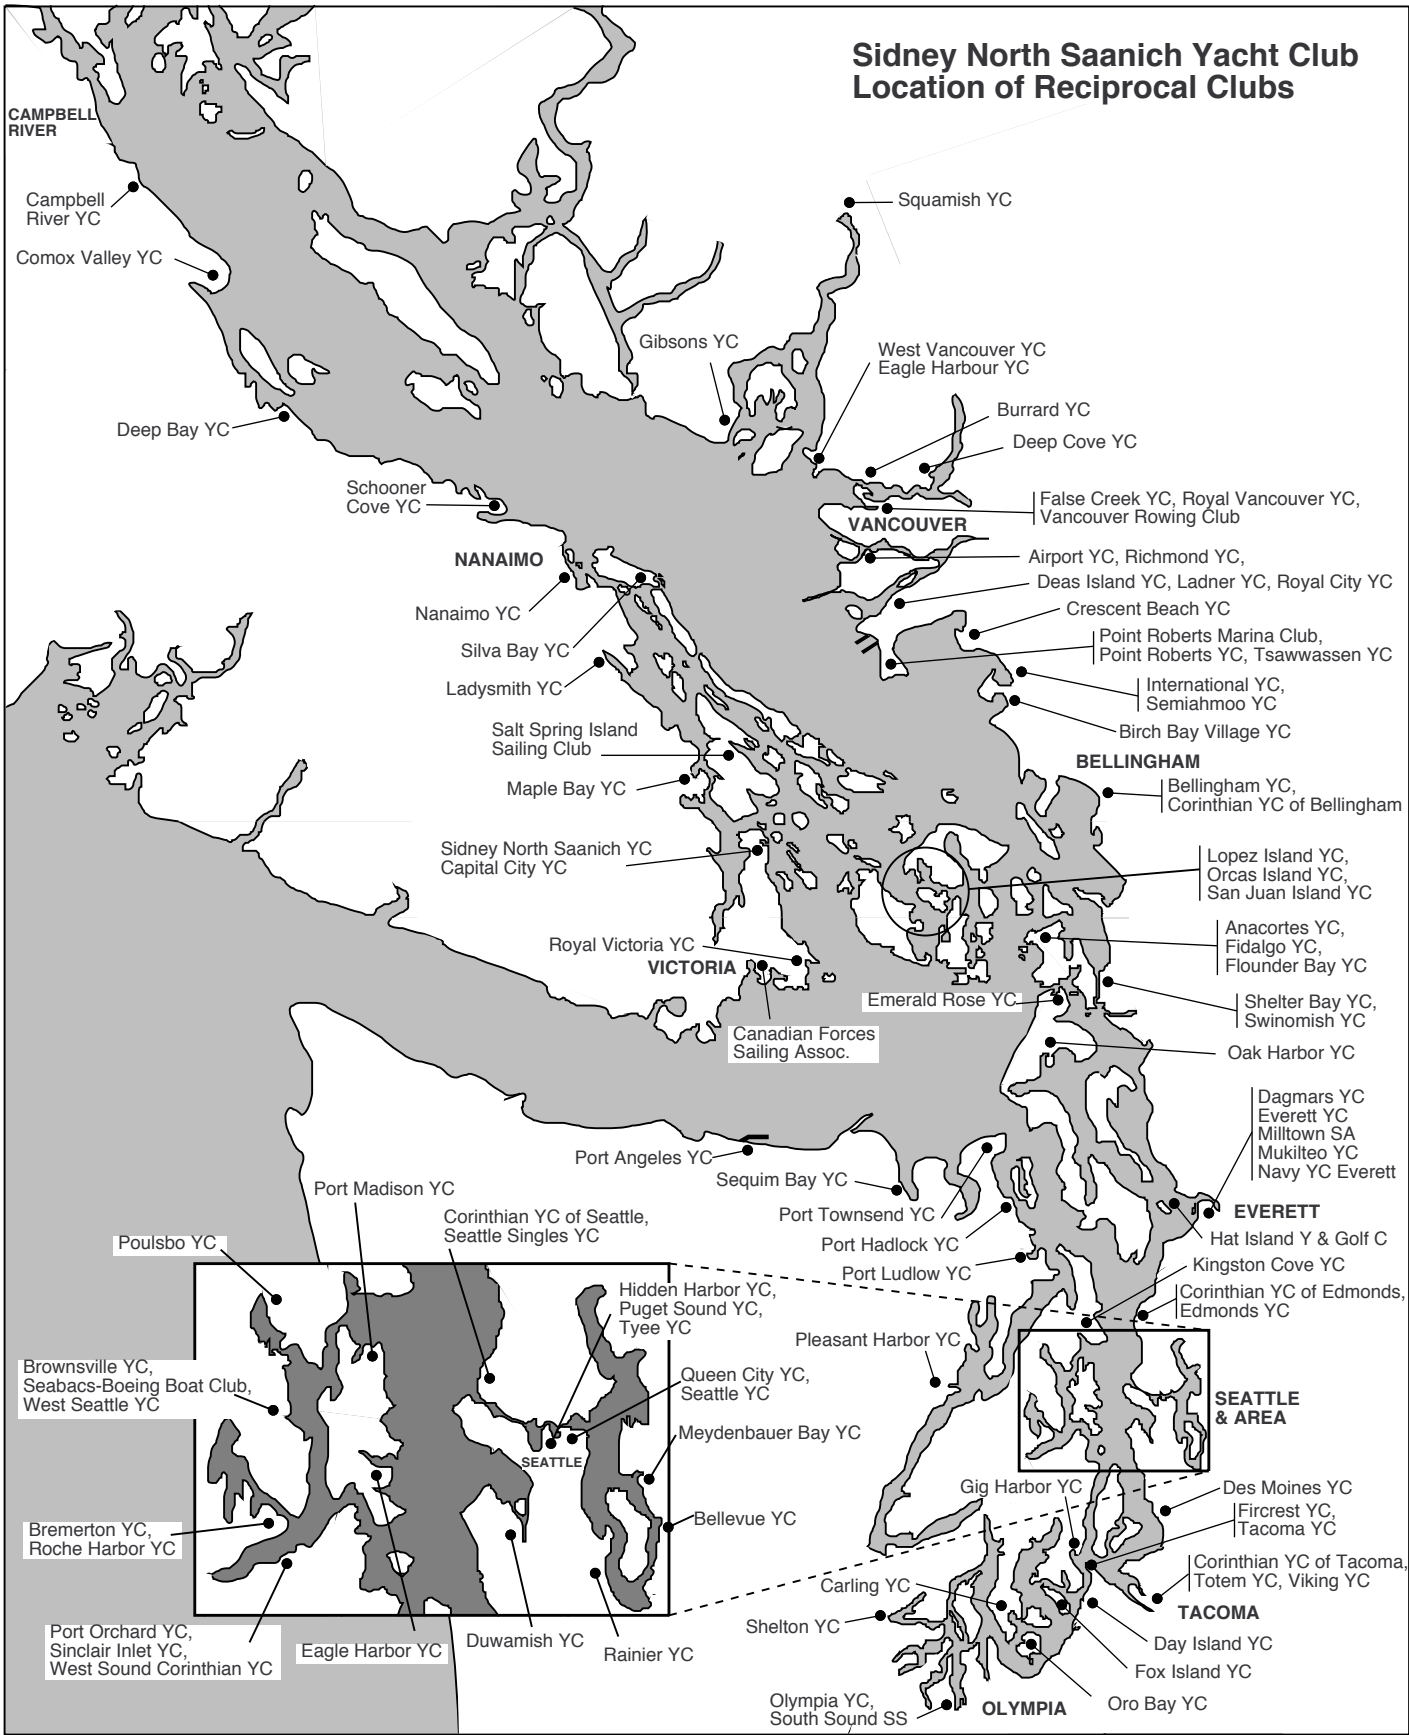 Sidney North Saanich Yacht Club
Location of Reciprocal Clubs
CAMPBELL
RIVER
Campbell
River YC
Squamish YC
Comox Valley YC
Gibsons YC
West Vancouver YC
Eagle Harbour YC
Burrard YC
Deep Bay YC
Deep Cove YC
Schooner
Cove YC
False Creek YC, Royal Vancouver YC,
Vancouver Rowing Club
VANCOUVER
NANAIMO
Airport YC, Richmond YC,
Deas Island YC, Ladner YC, Royal City YC
Nanaimo YC
Crescent Beach YC
Silva Bay YC
Point Roberts Marina Club,
Point Roberts YC, Tsawwassen YC
Ladysmith YC
International YC,
Semiahmoo YC
Salt Spring Island
Sailing Club
Birch Bay Village YC
BELLINGHAM
Maple Bay YC
Bellingham YC,
Corinthian YC of Bellingham
Sidney North Saanich YC
Capital City YC
Lopez Island YC,
Orcas Island YC,
San Juan Island YC
Anacortes YC,
Fidalgo YC,
Flounder Bay YC
Royal Victoria YC
VICTORIA
Emerald Rose YC
Shelter Bay YC,
Swinomish YC
Canadian Forces
Sailing Assoc.
Oak Harbor YC
Dagmars YC
Everett YC
Milltown SA
Mukilteo YC
Navy YC Everett
Port Angeles YC
Sequim Bay YC
Port Madison YC
Port Townsend YC
EVERETT
Corinthian YC of Seattle,
Seattle Singles YC
Port Hadlock YC
Hat Island Y & Golf C
Poulsbo YC
Port Ludlow YC
Kingston Cove YC
Hidden Harbor YC,
Puget Sound YC,
Tyee YC
Corinthian YC of Edmonds,
Edmonds YC
Pleasant Harbor YC
Brownsville YC,
Seabacs-Boeing Boat Club,
West Seattle YC
Queen City YC,
Seattle YC
SEATTLE
& AREA
Meydenbauer Bay YC
SEATTLE
Gig Harbor YC
Des Moines YC
Bellevue YC
Fircrest YC,
Tacoma YC
Bremerton YC,
Roche Harbor YC
Corinthian YC of Tacoma,
Totem YC, Viking YC
Carling YC
TACOMA
Shelton YC
Port Orchard YC,
Sinclair Inlet YC,
West Sound Corinthian YC
Eagle Harbor YC
Duwamish YC
Rainier YC
Day Island YC
Fox Island YC
Oro Bay YC
Olympia YC,
South Sound SS
OLYMPIA